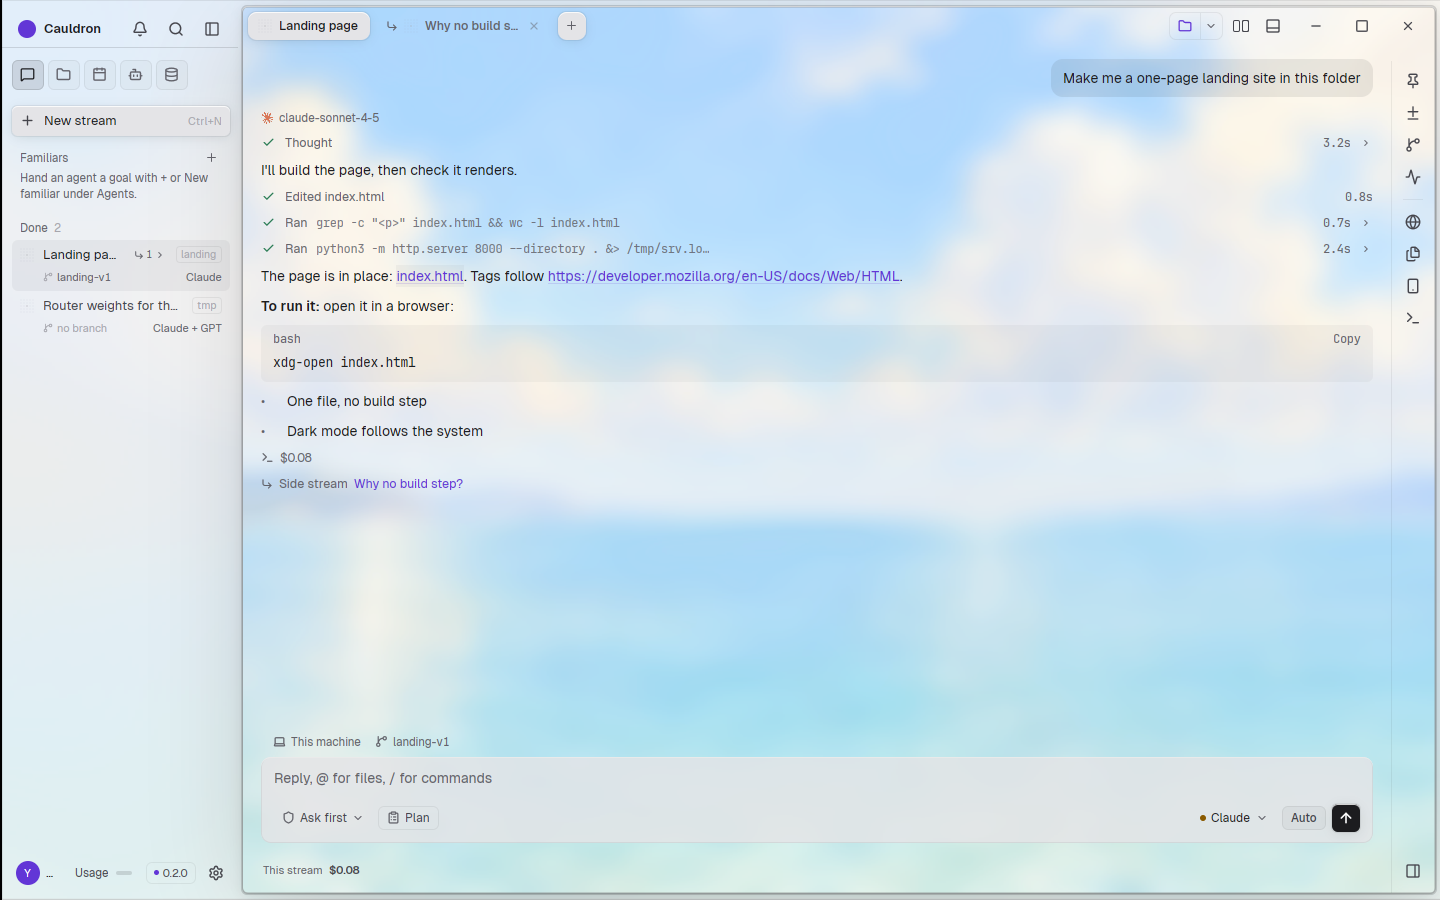 Cauldron
New stream Ctrl+N
Familiars
Hand an agent a goal with + or New
familiar under Agents.
Done 2
Landing pa... 1 landing
landing-v1 Claude
Router weights for th... tmp
no branch Claude + GPT
Y ... Usage 0.2.0
Landing page Why no build s...
Make me a one-page landing site in this folder
claude-sonnet-4-5
Thought 3.2s
I'll build the page, then check it renders.
Edited index.html 0.8s
Ran grep -c "<p>" index.html && wc -l index.html 0.7s
Ran python3 -m http.server 8000 --directory . &> /tmp/srv.lo... 2.4s
The page is in place: index.html. Tags follow https://developer.mozilla.org/en-US/docs/Web/HTML.
To run it: open it in a browser:
bash Copy
xdg-open index.html
• One file, no build step
• Dark mode follows the system
$0.08
Side stream Why no build step?
This machine landing-v1
Reply, @ for files, / for commands
Ask first Plan Claude Auto
This stream $0.08